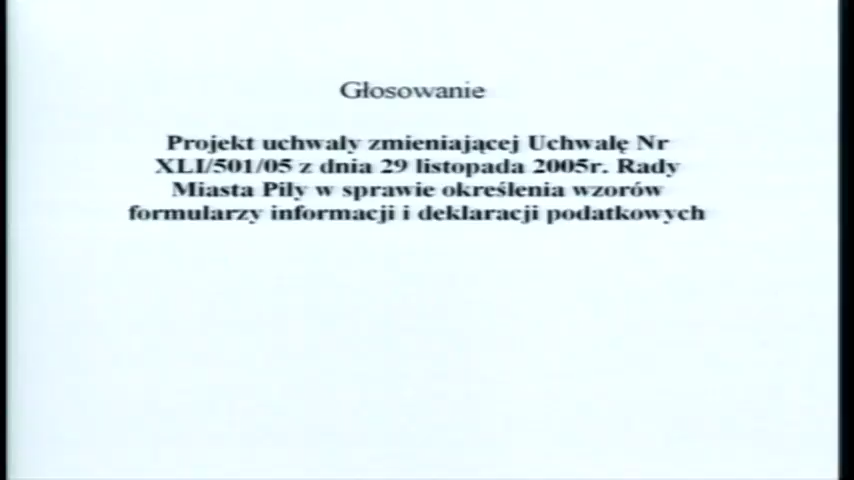 Głosowanie
Projekt uchwały zmieniającej Uchwałę Nr
XLI/501/05 z dnia 29 listopada 2005r. Rady
Miasta Piły w sprawie określenia wzorów
formularzy informacji i deklaracji podatkowych